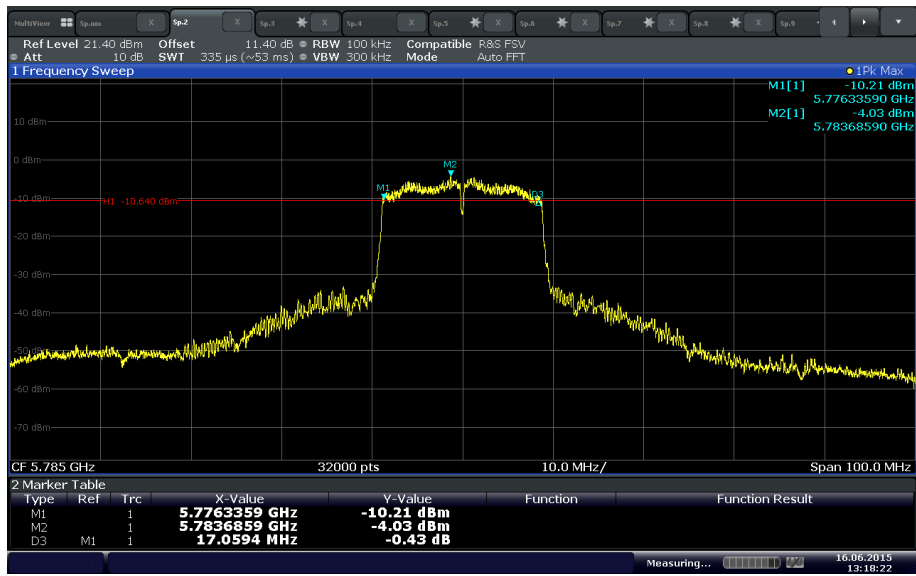 MultiView Sp.um X Sp.2 X Sp.3 X Sp.4 X Sp.5 X Sp.6 X Sp.7 X Sp.8 X Sp.9
Ref Level 21.40 dBm Offset 11.40 dB RBW 100 kHz Compatible R&S FSV
Att 10 dB SWT 335 µs (~53 ms) VBW 300 kHz Mode Auto FFT
1 Frequency Sweep 1Pk Max
M1[1] -10.21 dBm
5.77633590 GHz
M2[1] -4.03 dBm
5.78368590 GHz
10 dBm
0 dBm
M2
M1
D3
-10 dBm
H1 -10.640 dBm
-20 dBm
-30 dBm
-40 dBm
-50 dBm
-60 dBm
-70 dBm
CF 5.785 GHz 32000 pts 10.0 MHz/ Span 100.0 MHz
2 Marker Table
Type Ref Trc X-Value Y-Value Function Function Result
M1 1 5.7763359 GHz -10.21 dBm
M2 1 5.7836859 GHz -4.03 dBm
D3 M1 1 17.0594 MHz -0.43 dB
Measuring... 16.06.2015
13:18:22